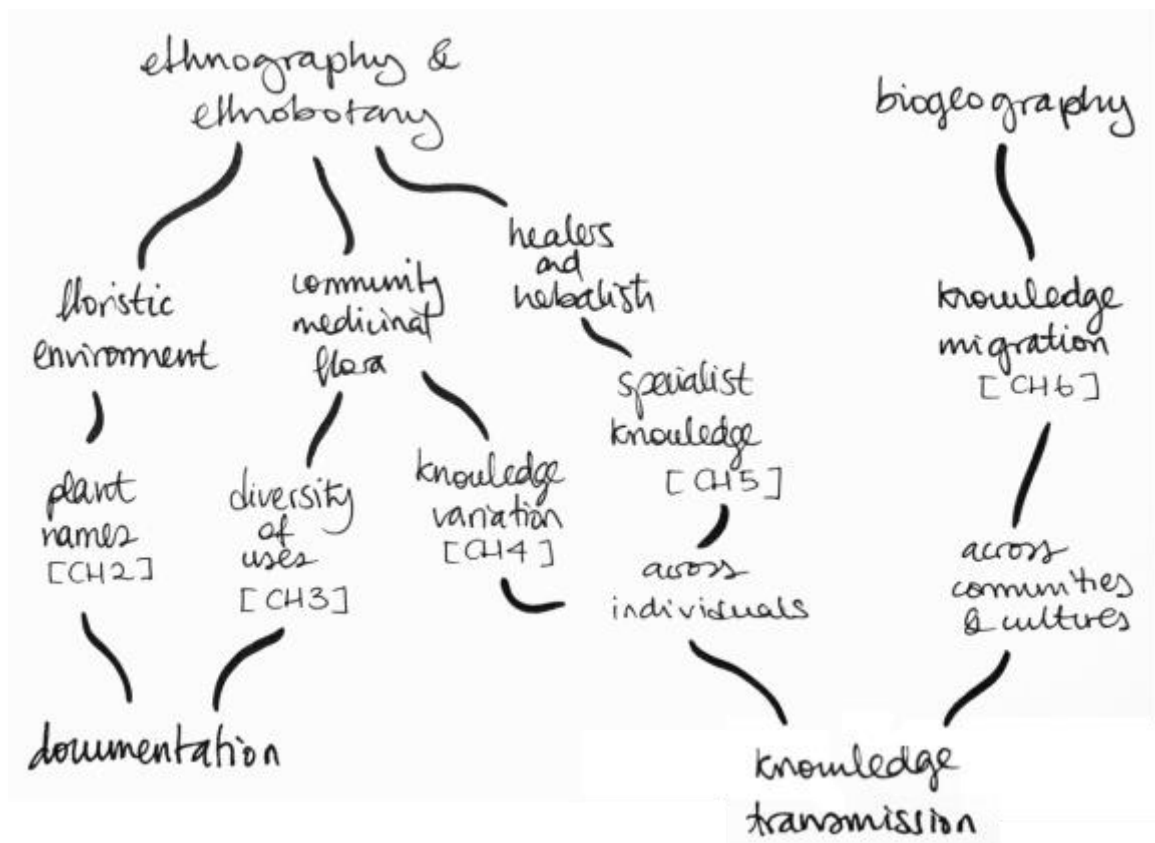 ethnography &
ethnobotany
biogeography
floristic
environment
community
medicinal
flora
healers
and
hebalists
knowledge
migration
[CH6]
plant
names
[CH2]
diversity
of
uses
[CH3]
knowledge
variation
[CH4]
specialist
knowledge
[CH5]
across
individuals
across
communities
& cultures
documentation
knowledge
transmission